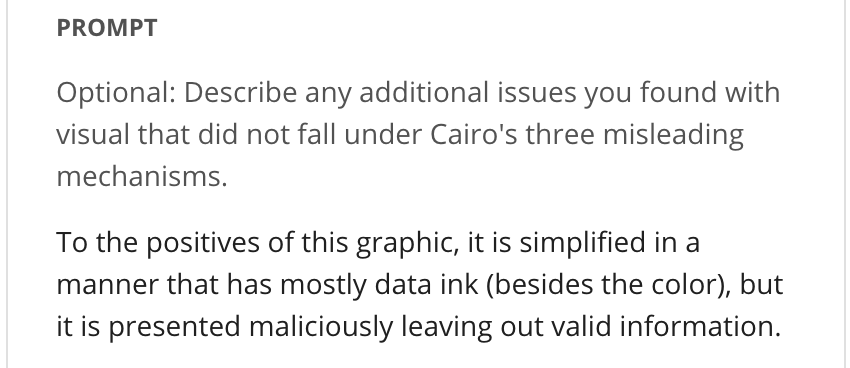 PROMPT
Optional: Describe any additional issues you found with
visual that did not fall under Cairo's three misleading
mechanisms.
To the positives of this graphic, it is simplified in a
manner that has mostly data ink (besides the color), but
it is presented maliciously leaving out valid information.